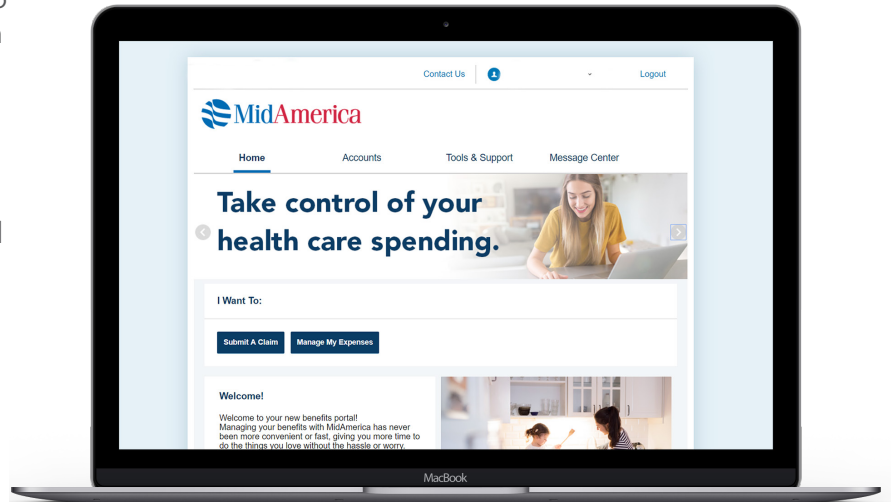 Contact Us
Logout
MidAmerica
Home Accounts Tools & Support Message Center
Take control of your
health care spending.
I Want To:
Submit A Claim Manage My Expenses
Welcome!
Welcome to your new benefits portal!
Managing your benefits with MidAmerica has never
been more convenient or fast, giving you more time to
do the things you love without the hassle or worry.
MacBook